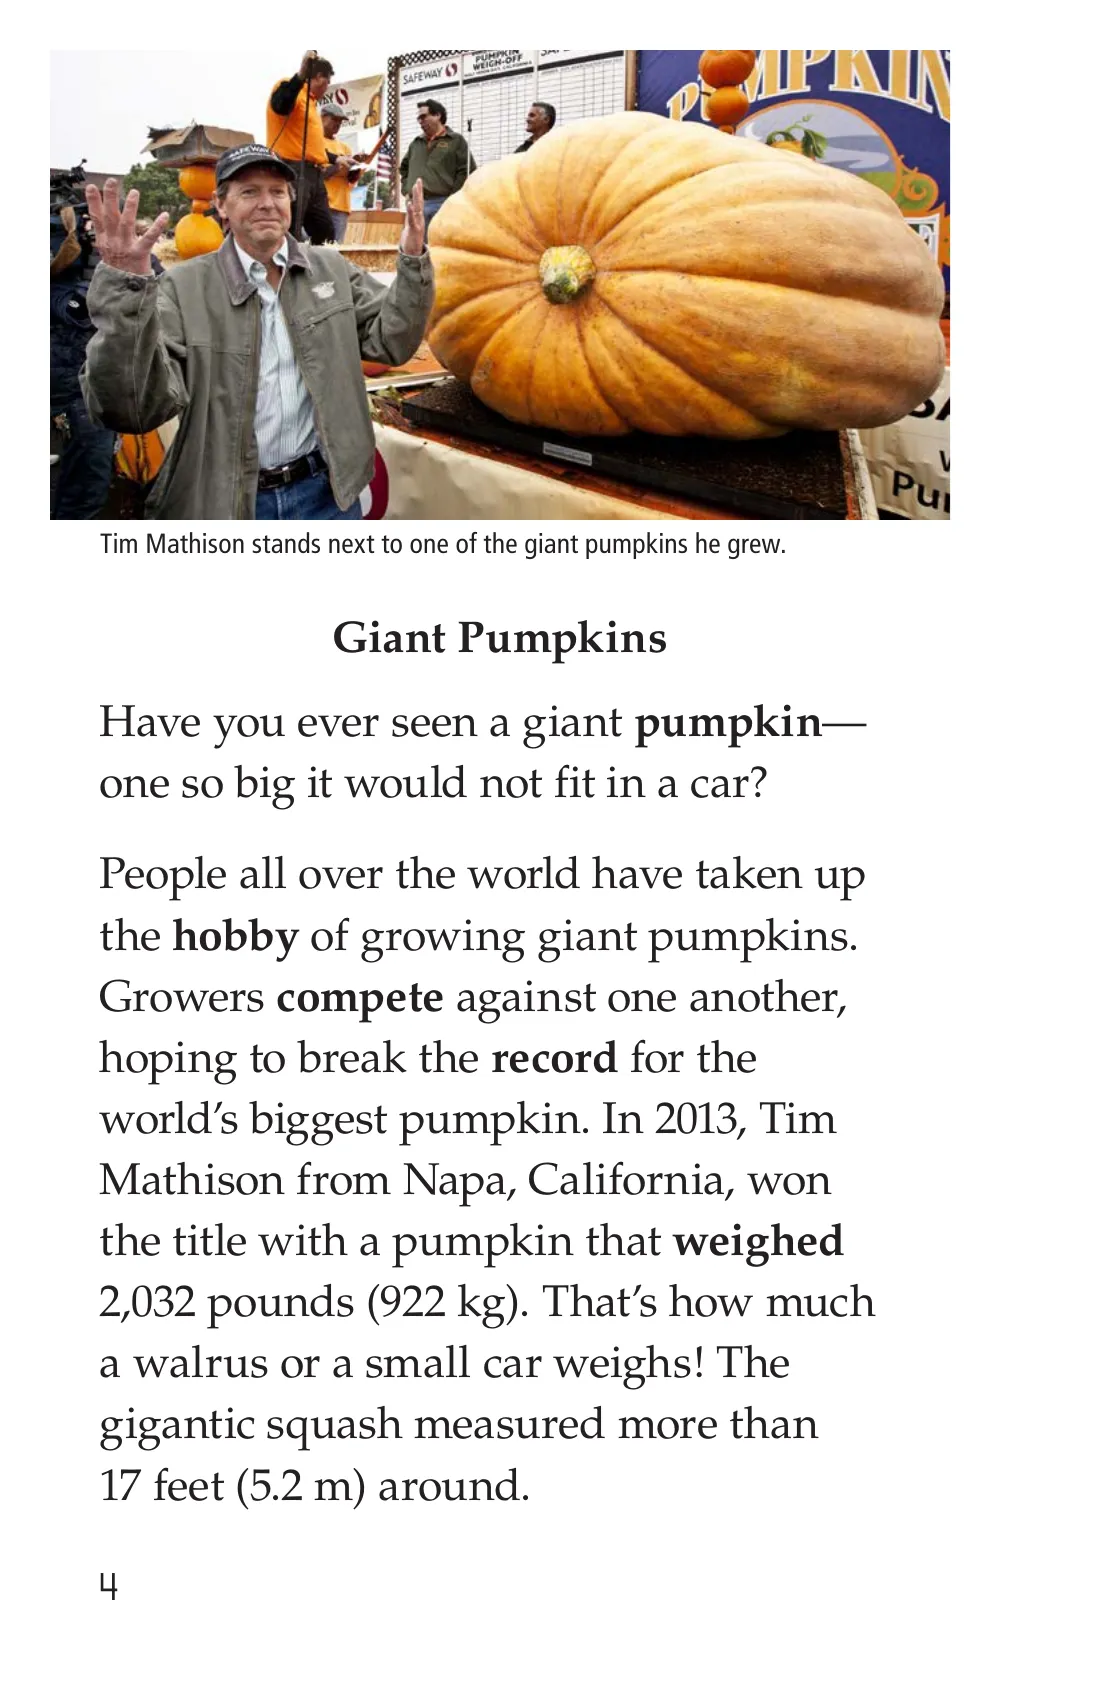 SAFEWAY
PUMPKIN
WEIGH-OFF
SAFEWAY
PUMPKIN
Tim Mathison stands next to one of the giant pumpkins he grew.
Giant Pumpkins
Have you ever seen a giant pumpkin—
one so big it would not fit in a car?
People all over the world have taken up
the hobby of growing giant pumpkins.
Growers compete against one another,
hoping to break the record for the
world’s biggest pumpkin. In 2013, Tim
Mathison from Napa, California, won
the title with a pumpkin that weighed
2,032 pounds (922 kg). That’s how much
a walrus or a small car weighs! The
gigantic squash measured more than
17 feet (5.2 m) around.
4